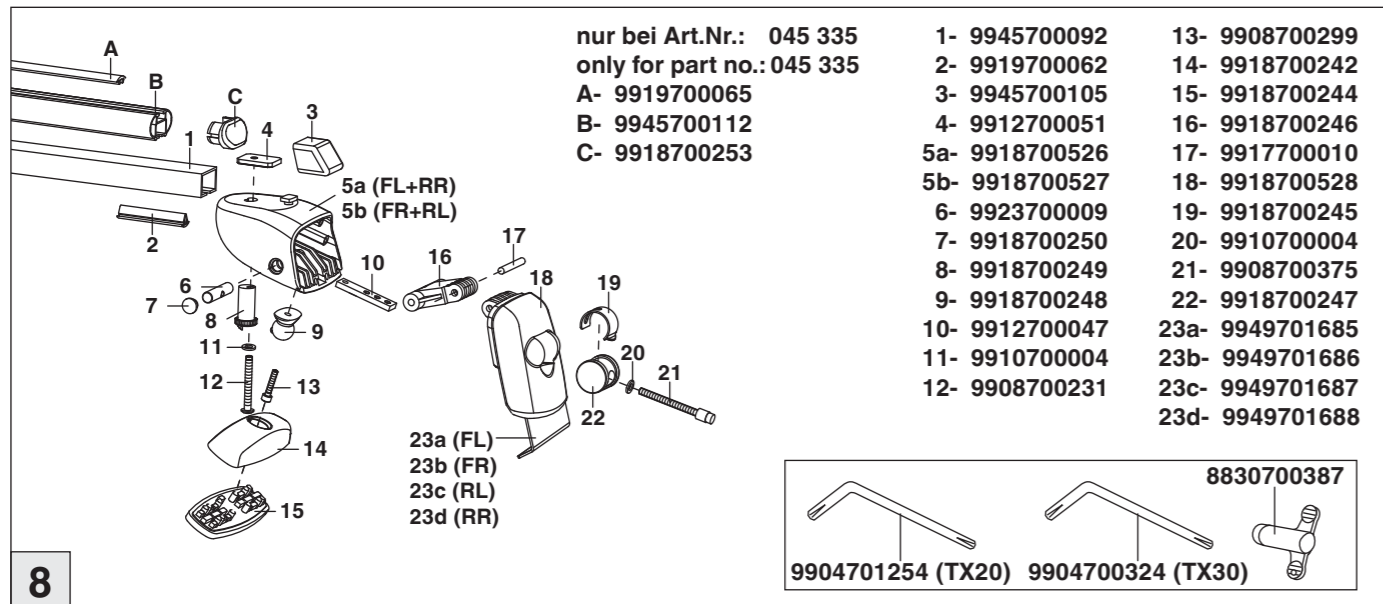 nur bei Art.Nr.: 045 335
only for part no.: 045 335
A- 9919700065
B- 9945700112
C- 9918700253
1- 9945700092
2- 9919700062
3- 9945700105
4- 9912700051
5a- 9918700526
5b- 9918700527
6- 9923700009
7- 9918700250
8- 9918700249
9- 9918700248
10- 9912700047
11- 9910700004
12- 9908700231
13- 9908700299
14- 9918700242
15- 9918700244
16- 9918700246
17- 9917700010
18- 9918700528
19- 9918700245
20- 9910700004
21- 9908700375
22- 9918700247
23a- 9949701685
23b- 9949701686
23c- 9949701687
23d- 9949701688
A
B
C
3
4
1
5a (FL+RR)
5b (FR+RL)
2
17
16
10
18
19
6
7
8
9
20
21
11
12
13
22
14
23a (FL)
23b (FR)
23c (RL)
23d (RR)
15
8830700387
9904701254 (TX20)
9904700324 (TX30)
8